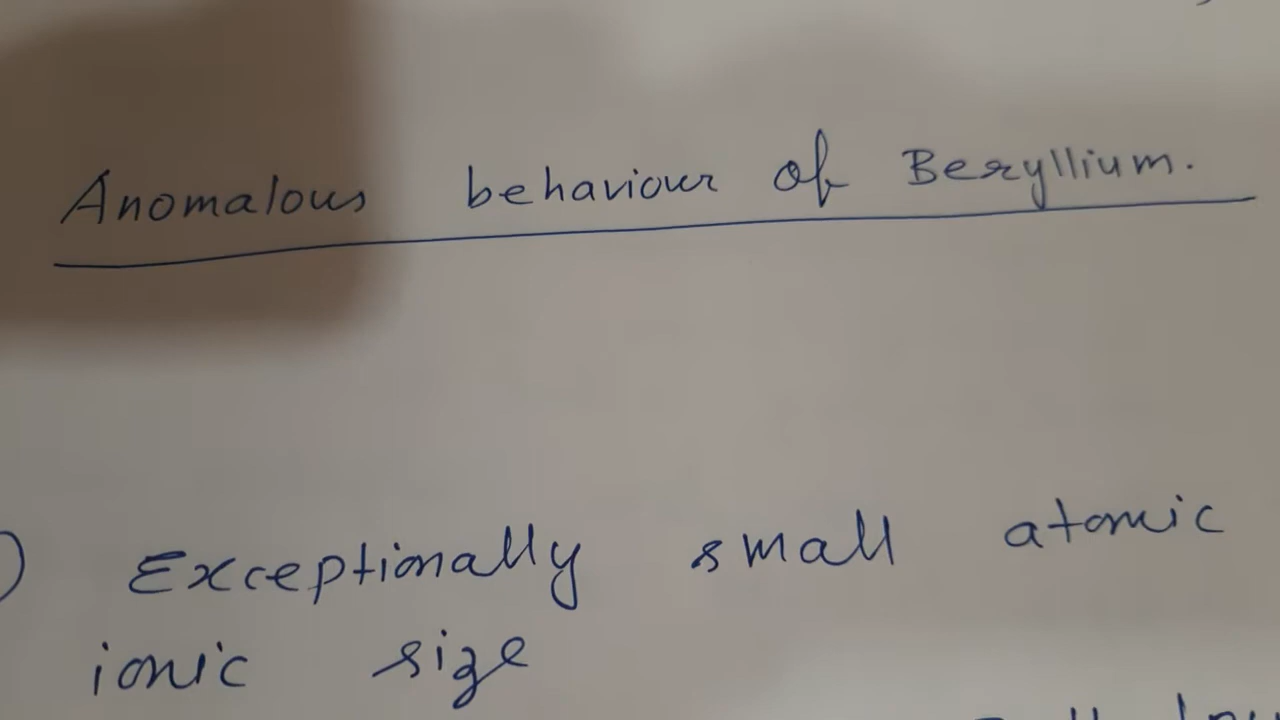 Anomalous behaviour of Beryllium.
) Exceptionally small atomic
ionic size